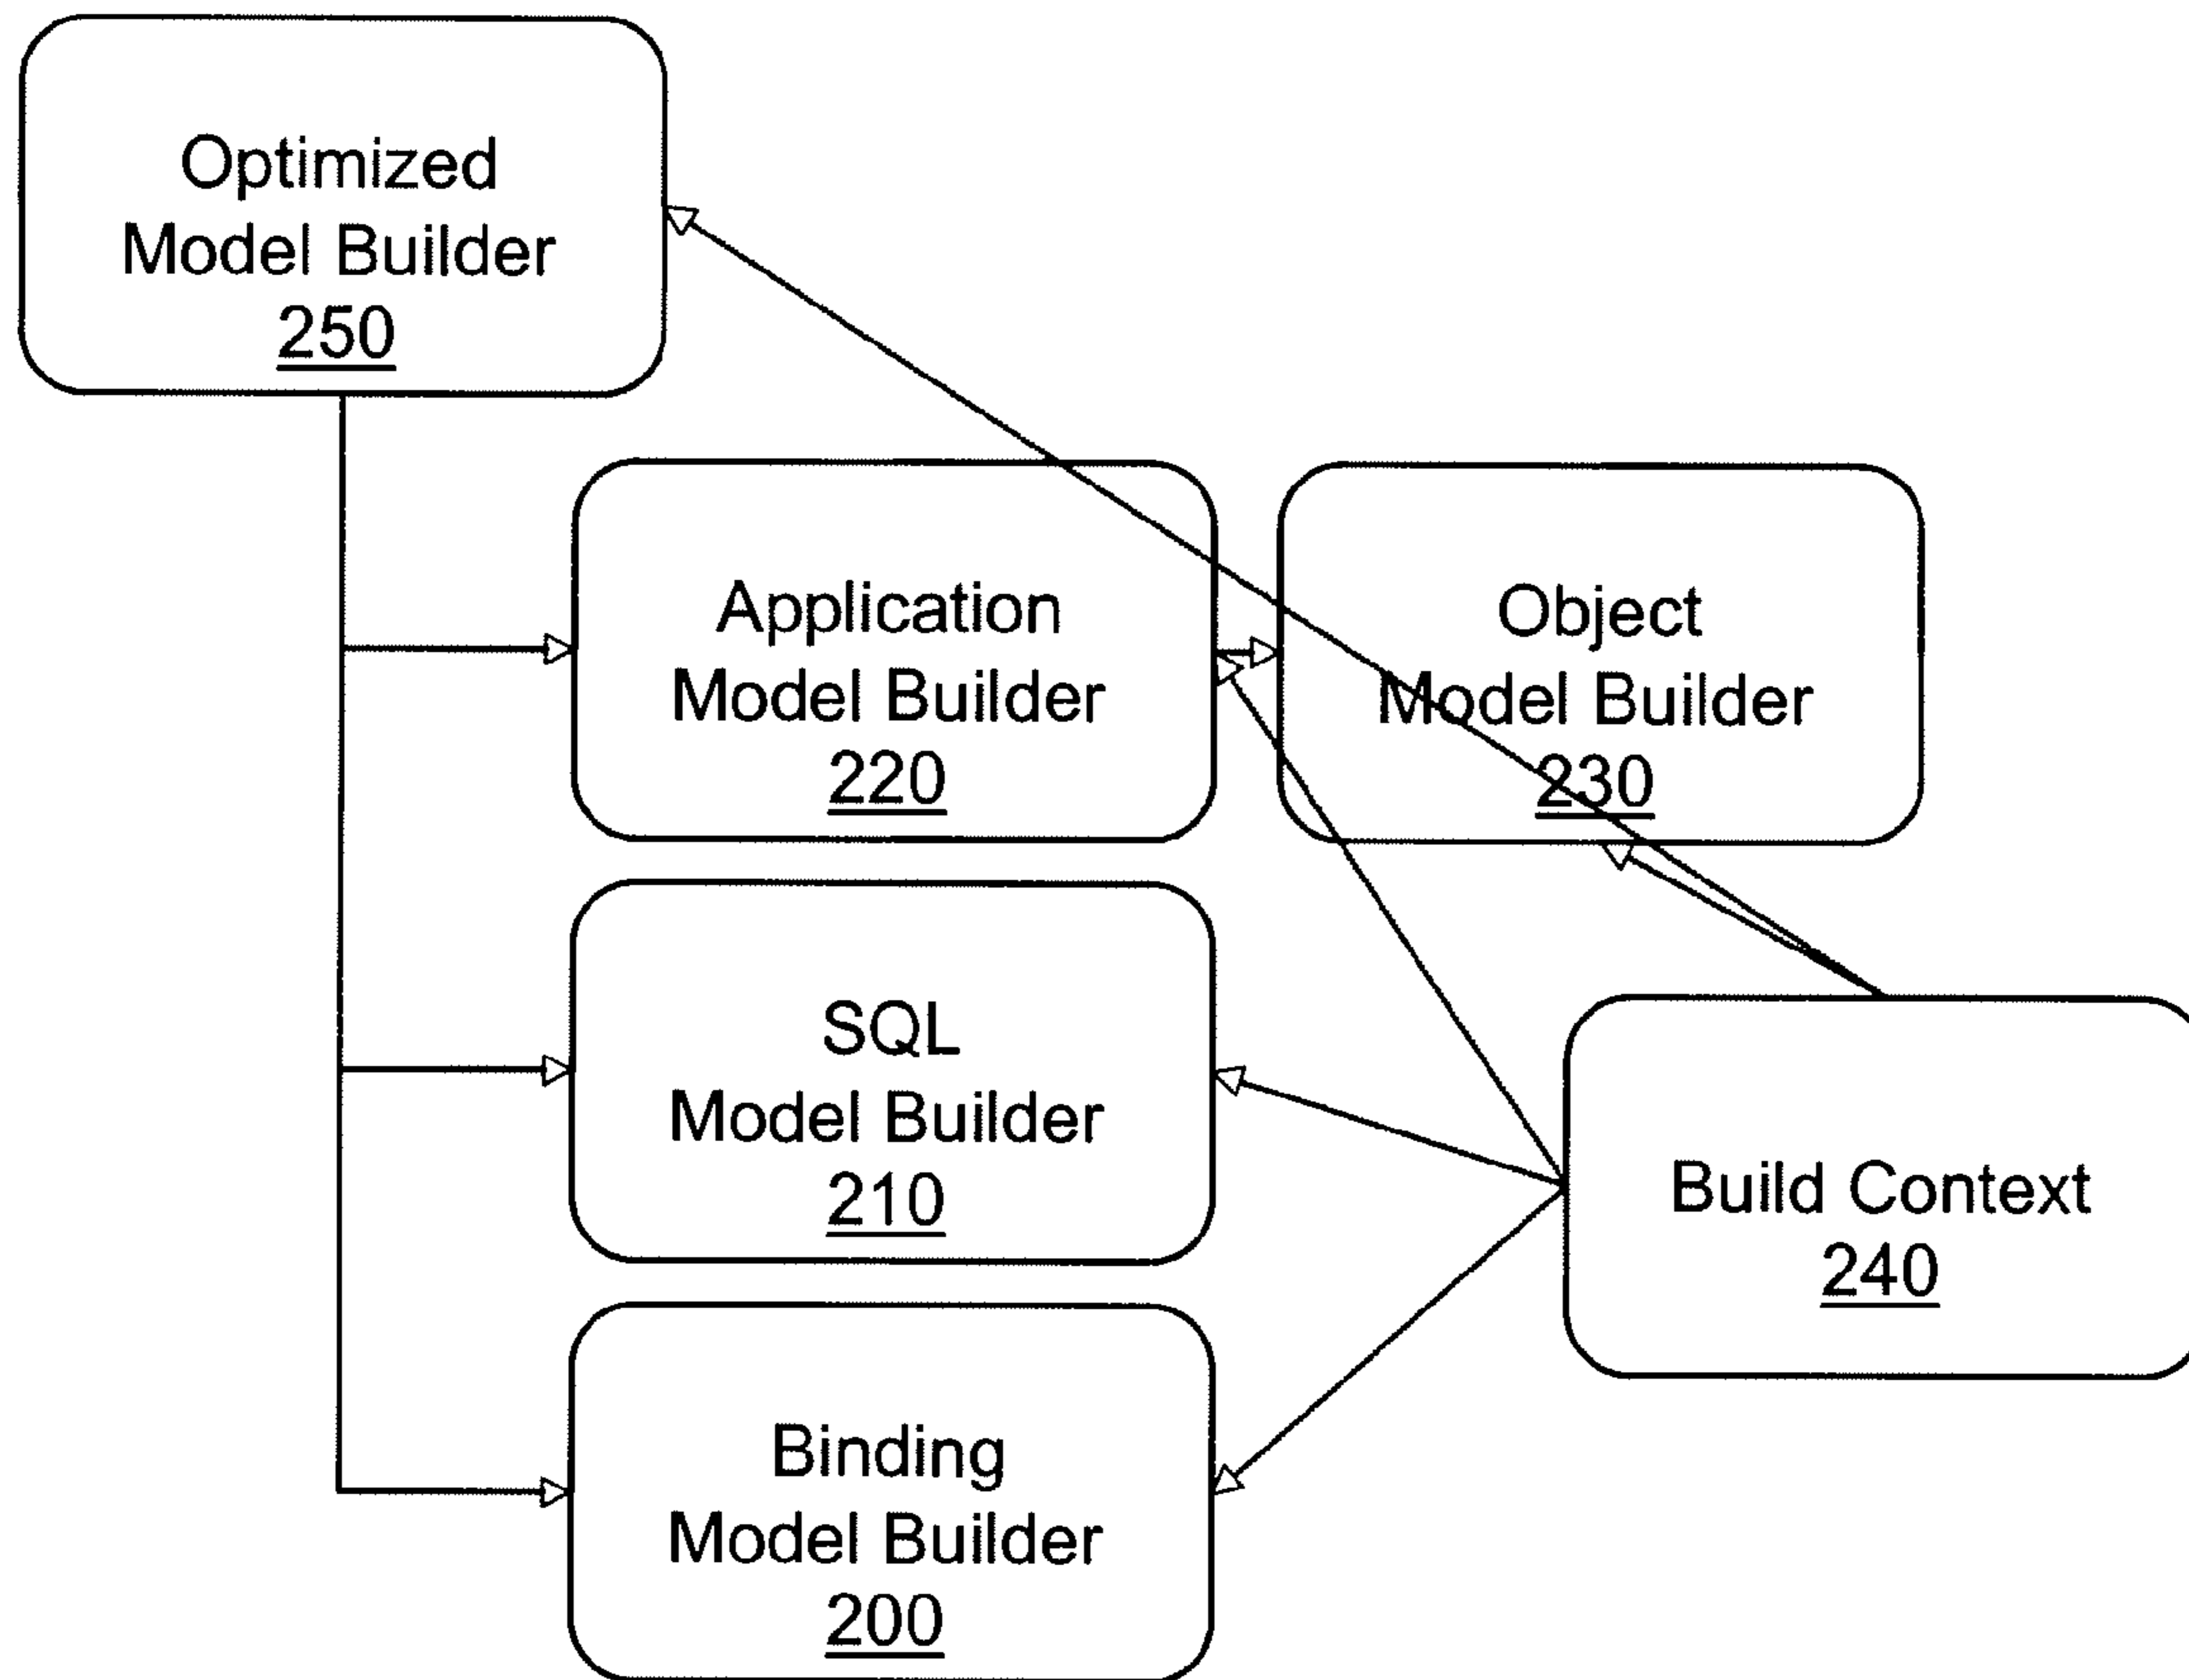 Optimized
Model Builder
250
Application
Model Builder
220
Object
Model Builder
230
SQL
Model Builder
210
Build Context
240
Binding
Model Builder
200